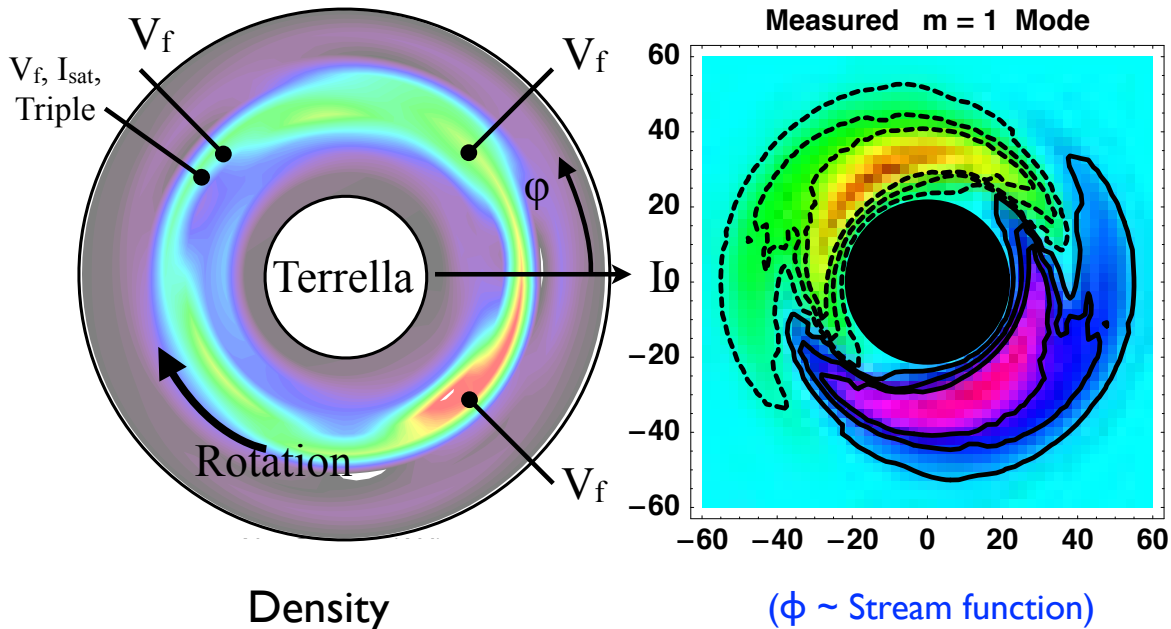 V_f
V_f, I_sat,
Triple
V_f
φ
Terrella
Rotation
V_f
Density
Measured m = 1 Mode
60
40
20
I0
−20
−40
−60
−60 −40 −20 0 20 40 60
(ϕ ~ Stream function)